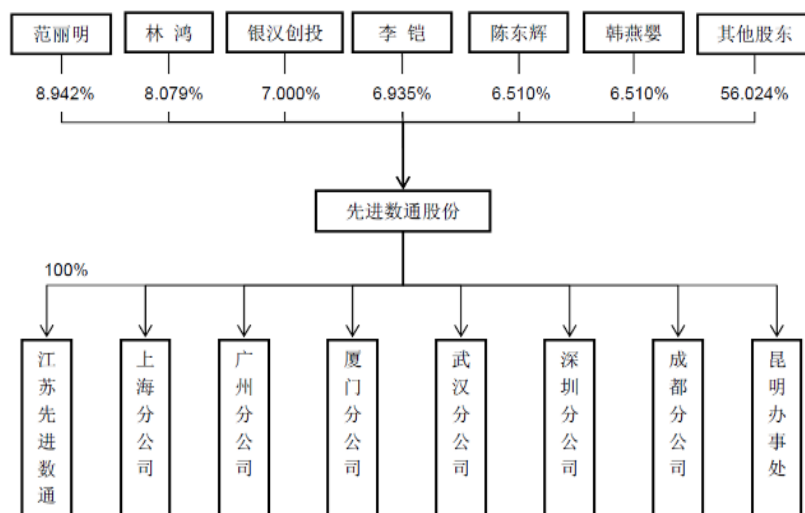 范丽明 林 鸿 银汉创投 李 铠 陈东辉 韩燕婴 其他股东
8.942% 8.079% 7.000% 6.935% 6.510% 6.510% 56.024%
先进数通股份
100%
江苏先进数通
上海分公司
广州分公司
厦门分公司
武汉分公司
深圳分公司
成都分公司
昆明办事处